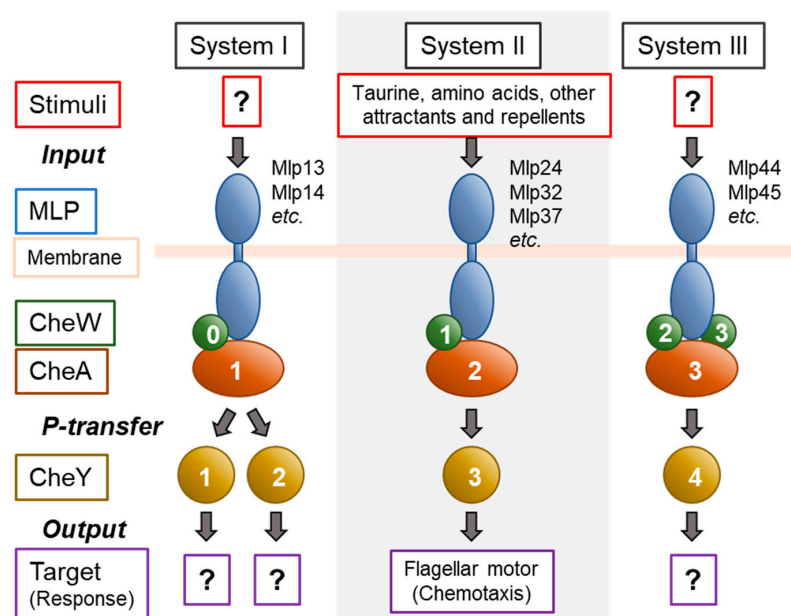 System I
System II
System III
Stimuli
?
Taurine, amino acids, other
attractants and repellents
?
Input
Mlp13
Mlp14
etc.
Mlp24
Mlp32
Mlp37
etc.
Mlp44
Mlp45
etc.
MLP
Membrane
CheW
0
1
2
3
CheA
1
2
3
P-transfer
CheY
1
2
3
4
Output
Target
(Response)
?
?
Flagellar motor
(Chemotaxis)
?